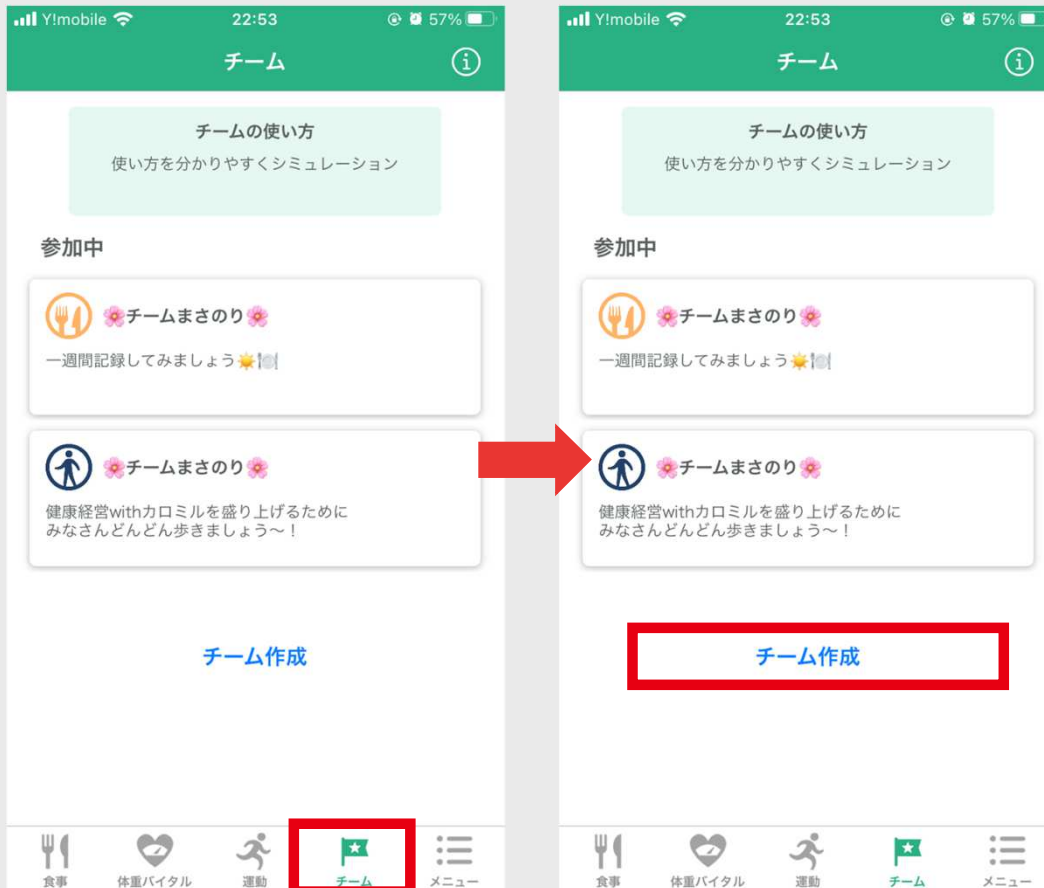 Y!mobile 22:53 57%
チーム
チームの使い方
使い方を分かりやすくシミュレーション
参加中
🌸チームまさのり🌸
一週間記録してみましょう☀️🍽️
🌸チームまさのり🌸
健康経営withカロミルを盛り上げるために
みなさんどんどん歩きましょう〜！
チーム作成
食事 体重バイタル 運動 チーム メニュー
Y!mobile 22:53 57%
チーム
チームの使い方
使い方を分かりやすくシミュレーション
参加中
🌸チームまさのり🌸
一週間記録してみましょう☀️🍽️
🌸チームまさのり🌸
健康経営withカロミルを盛り上げるために
みなさんどんどん歩きましょう〜！
チーム作成
食事 体重バイタル 運動 チーム メニュー